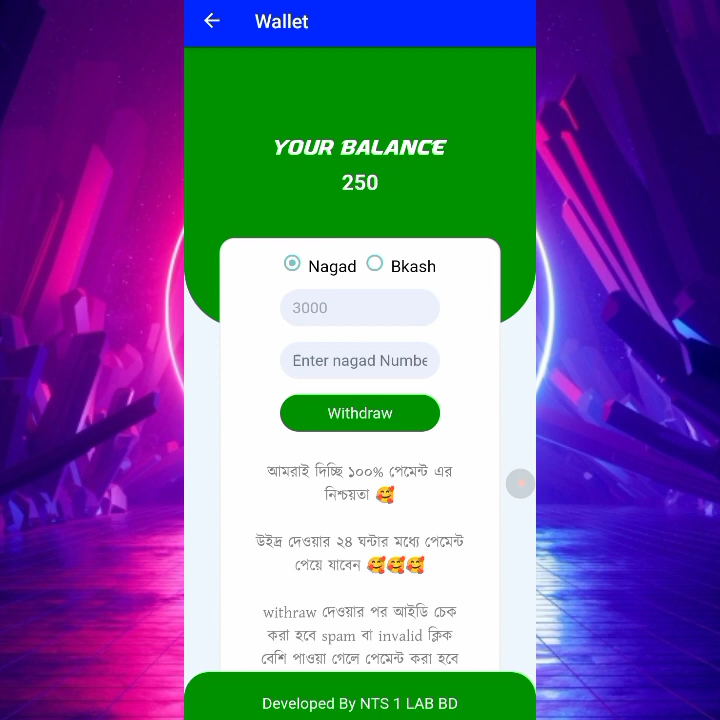 Wallet
YOUR BALANCE
250
Nagad Bkash
3000
Enter nagad Numbe
Withdraw
আমরাই দিচ্ছি ১০০% পেমেন্ট এর
নিশ্চয়তা 🥰
উইদ্র দেওয়ার ২৪ ঘন্টার মধ্যে পেমেন্ট
পেয়ে যাবেন 🥰🥰🥰
withraw দেওয়ার পর আইডি চেক
করা হবে spam বা invalid ক্লিক
বেশি পাওয়া গেলে পেমেন্ট করা হবে
Developed By NTS 1 LAB BD